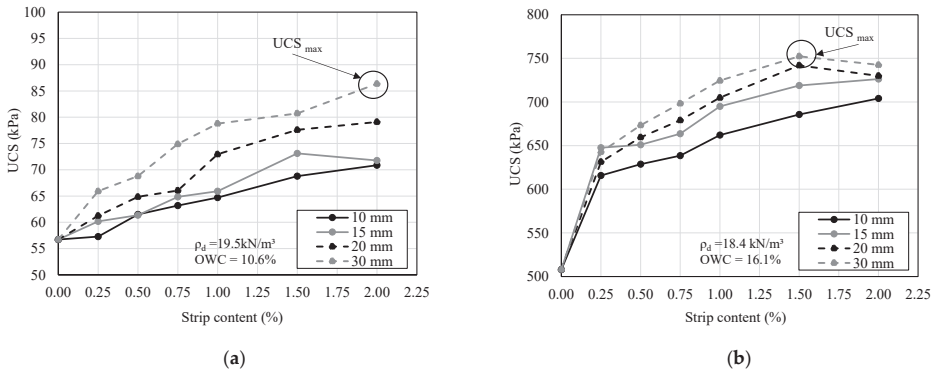 100
95
90
85
80
75
70
65
60
55
50
UCS (kPa)
UCS max
10 mm
15 mm
20 mm
30 mm
ρd =19.5kN/m³
OWC = 10.6%
0.00 0.25 0.50 0.75 1.00 1.25 1.50 1.75 2.00 2.25
Strip content (%)
(a)
800
750
700
650
600
550
500
UCS (kPa)
UCS max
10 mm
15 mm
20 mm
30 mm
ρd =18.4 kN/m³
OWC = 16.1%
0.00 0.25 0.50 0.75 1.00 1.25 1.50 1.75 2.00 2.25
Strip content (%)
(b)